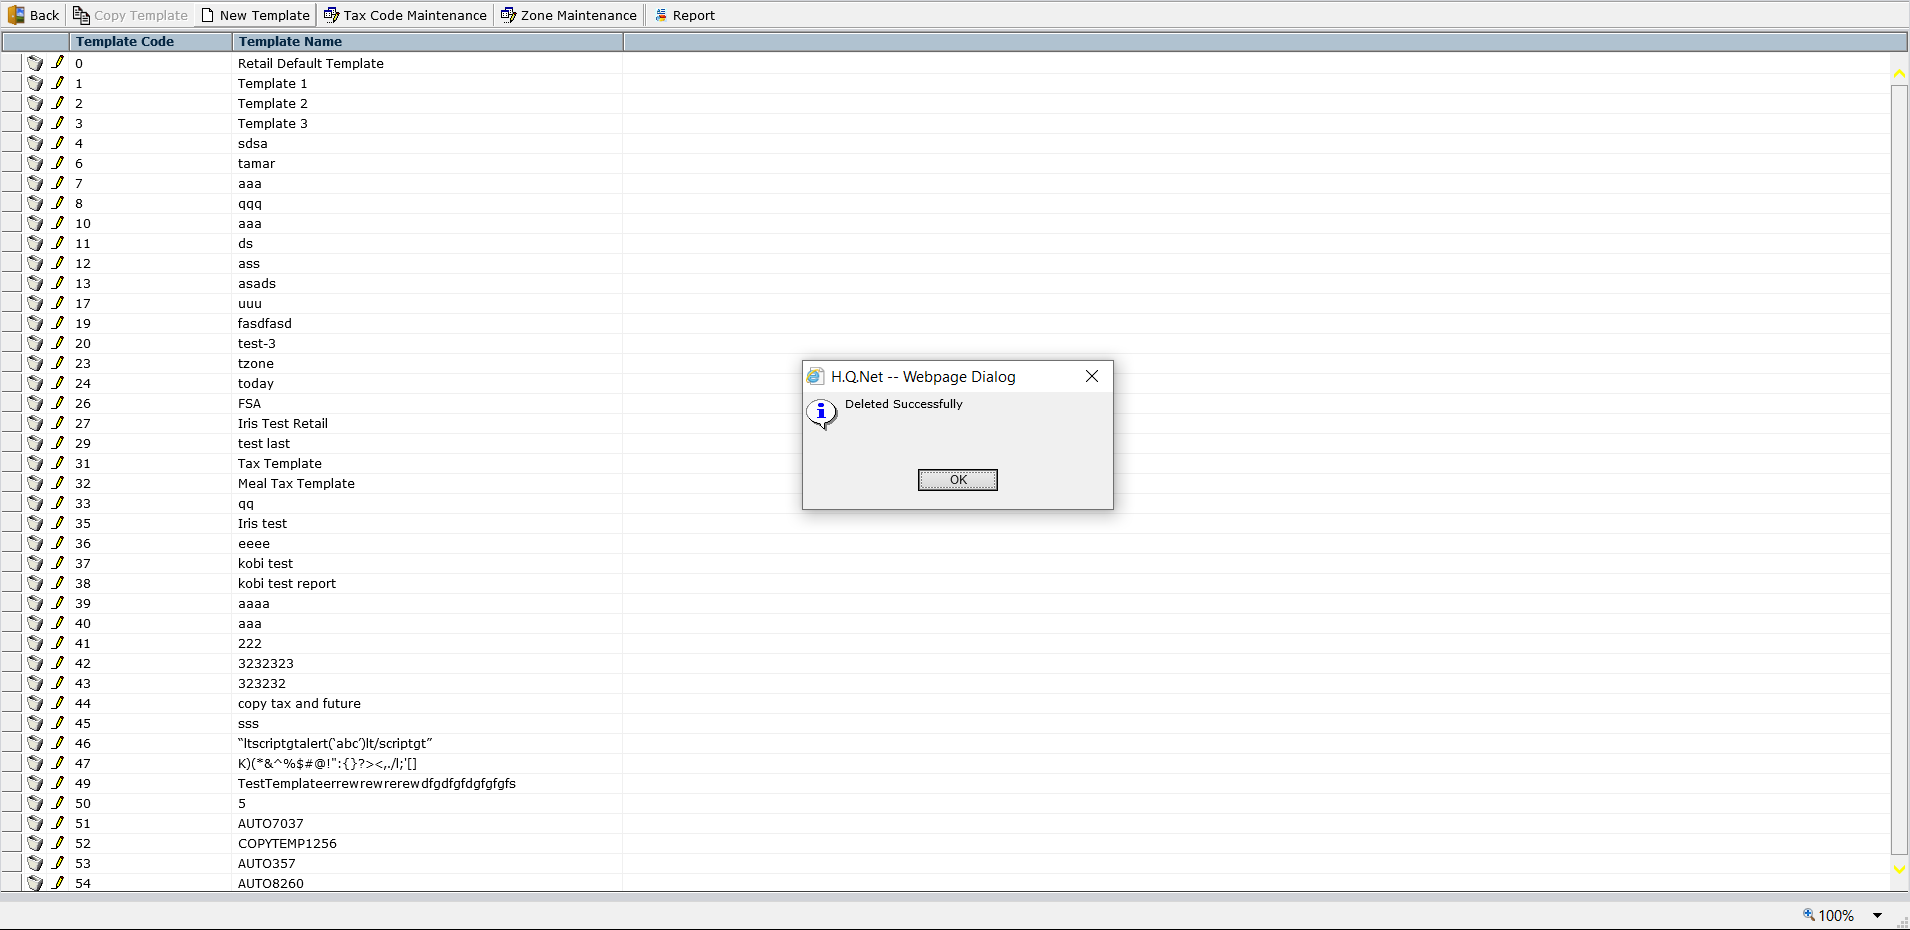 Back Copy Template New Template Tax Code Maintenance Zone Maintenance Report
Template Code Template Name
0 Retail Default Template
1 Template 1
2 Template 2
3 Template 3
4 sdsa
6 tamar
7 aaa
8 qqq
10 aaa
11 ds
12 ass
13 asads
17 uuu
19 fasdfasd
20 test-3
23 tzone
24 today
26 FSA
27 Iris Test Retail
29 test last
31 Tax Template
32 Meal Tax Template
33 qq
35 Iris test
36 eeee
37 kobi test
38 kobi test report
39 aaaa
40 aaa
41 222
42 3232323
43 323232
44 copy tax and future
45 sss
46 “ltscriptgtalert(‘abc’)lt/scriptgt”
47 K)(*&^%$#@!":{}?><,./l;'[]
49 TestTemplateerrewrewrerewdfgdfgfdgfgfgfs
50 5
51 AUTO7037
52 COPYTEMP1256
53 AUTO357
54 AUTO8260
H.Q.Net -- Webpage Dialog
Deleted Successfully
OK
100%